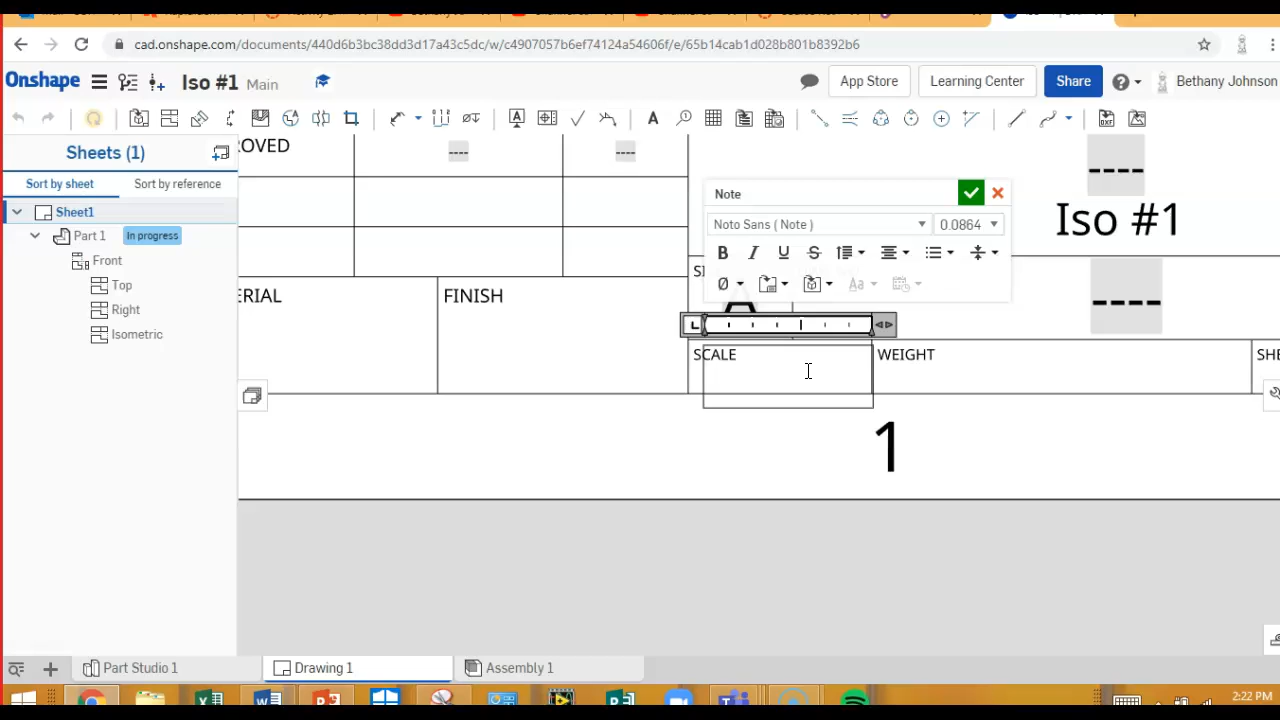 cad.onshape.com/documents/440d6b3bc38dd3d17a43c5dc/w/c4907057b6ef74124a54606f/e/65b14cab1d028b801b8392b6
Onshape
Iso #1 Main
App Store
Learning Center
Share
Bethany Johnson
Sheets (1)
Sort by sheet
Sort by reference
Sheet1
Part 1 In progress
Front
Top
Right
Isometric
OVED
----
----
----
Iso #1
----
Note
Noto Sans ( Note )
0.0864
B I U S
Ø
Aa
A
ERIAL
FINISH
SCALE
WEIGHT
SHE
1
Part Studio 1
Drawing 1
Assembly 1
2:22 PM